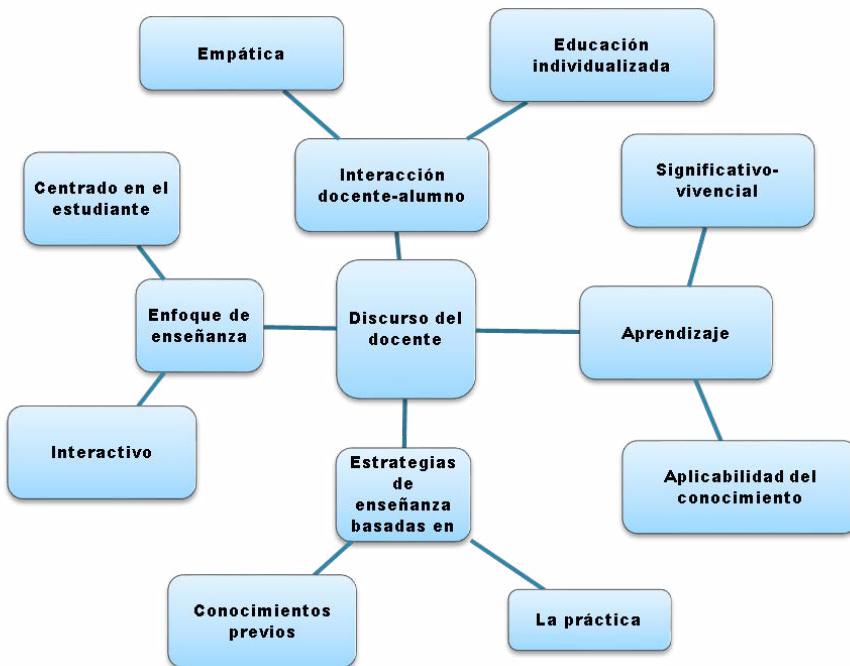 Empática
Educación
individualizada
Interacción
docente-alumno
Significativo-
vivencial
Centrado en el
estudiante
Enfoque de
enseñanza
Discurso del
docente
Aprendizaje
Interactivo
Estrategias
de
enseñanza
basadas en
Aplicabilidad del
conocimiento
Conocimientos
previos
La práctica